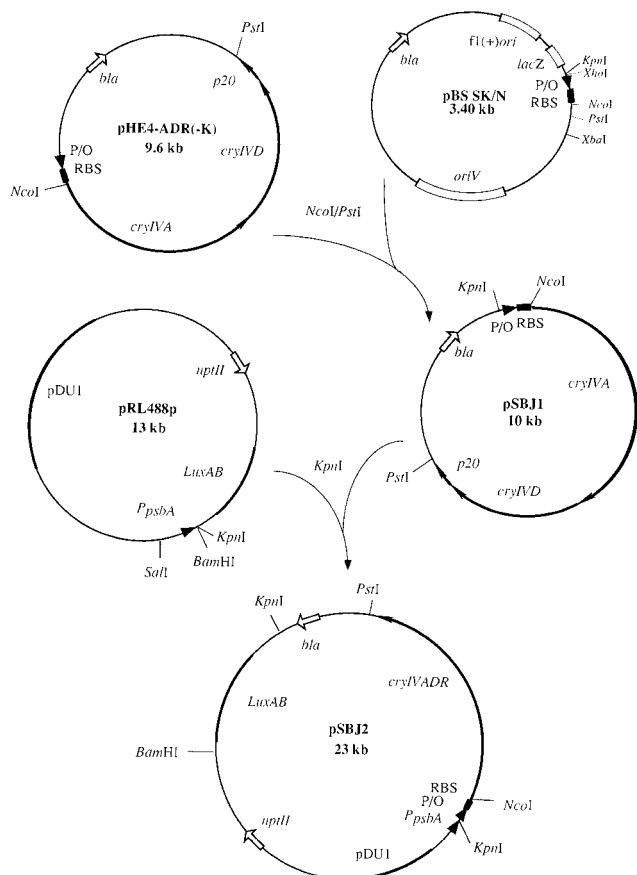 PstI
bla
p20
pHE4-ADR(-K)
9.6 kb
cryIVD
P/O
RBS
NcoI
cryIVA
f1(+)ori
lacZ
KpnI
XhoI
bla
P/O
RBS
pBS SK/N
3.40 kb
NcoI
PstI
XbaI
oriV
NcoI/PstI
KpnI
NcoI
P/O RBS
bla
cryIVA
pSBJ1
10 kb
PstI
p20
cryIVD
nptII
pDU1
pRL488p
13 kb
LuxAB
PpsbA
KpnI
BamHI
SalI
KpnI
KpnI
PstI
bla
cryIVADR
LuxAB
pSBJ2
23 kb
BamHI
RBS
P/O
PpsbA
NcoI
KpnI
nptII
pDU1